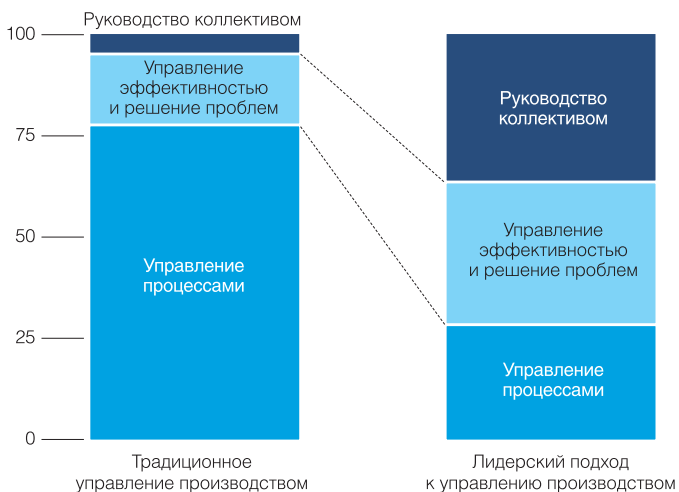 Руководство коллективом
100
75
50
25
0
Управление
эффективностью
и решение проблем
Управление
процессами
Руководство
коллективом
Управление
эффективностью
и решение проблем
Управление
процессами
Традиционное
управление производством
Лидерский подход
к управлению производством